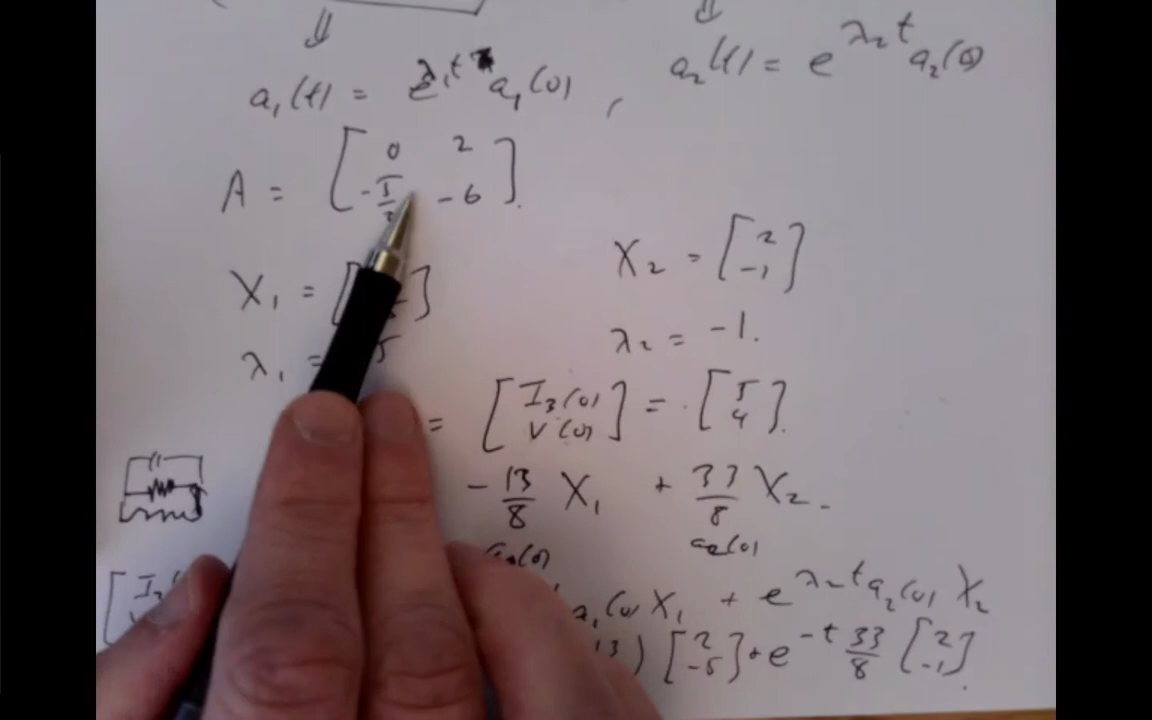 a₁(t) = e^{λ₁t} a₁(0) , a₂(t) = e^{λ₂t} a₂(0)
A = [ 0 2
-5/2 -6 ].
X₁ = [ ] X₂ = [ 2
-1 ]
λ₁ = 5 λ₂ = -1.
= [ I₃(0)
V(0) ] = [ 5
4 ].
-13/8 X₁ + 33/8 X₂.
a₂(0)
a₁(0) X₁ + e^{λ₂t} a₂(0) X₂
13 ) [ 2
-5 ] + e^{-t} 33/8 [ 2
-1 ].